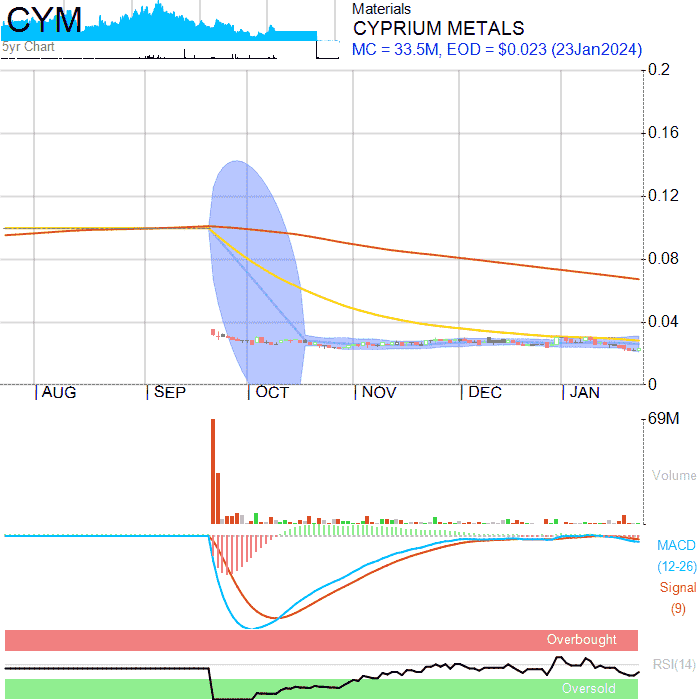 CYM
5yr Chart
Materials
CYPRIUM METALS
MC = 33.5M, EOD = $0.023 (23Jan2024)
0.2
0.16
0.12
0.08
0.04
0
AUG SEP OCT NOV DEC JAN
69M
Volume
MACD
(12-26)
Signal
(9)
Overbought
RSI(14)
Oversold